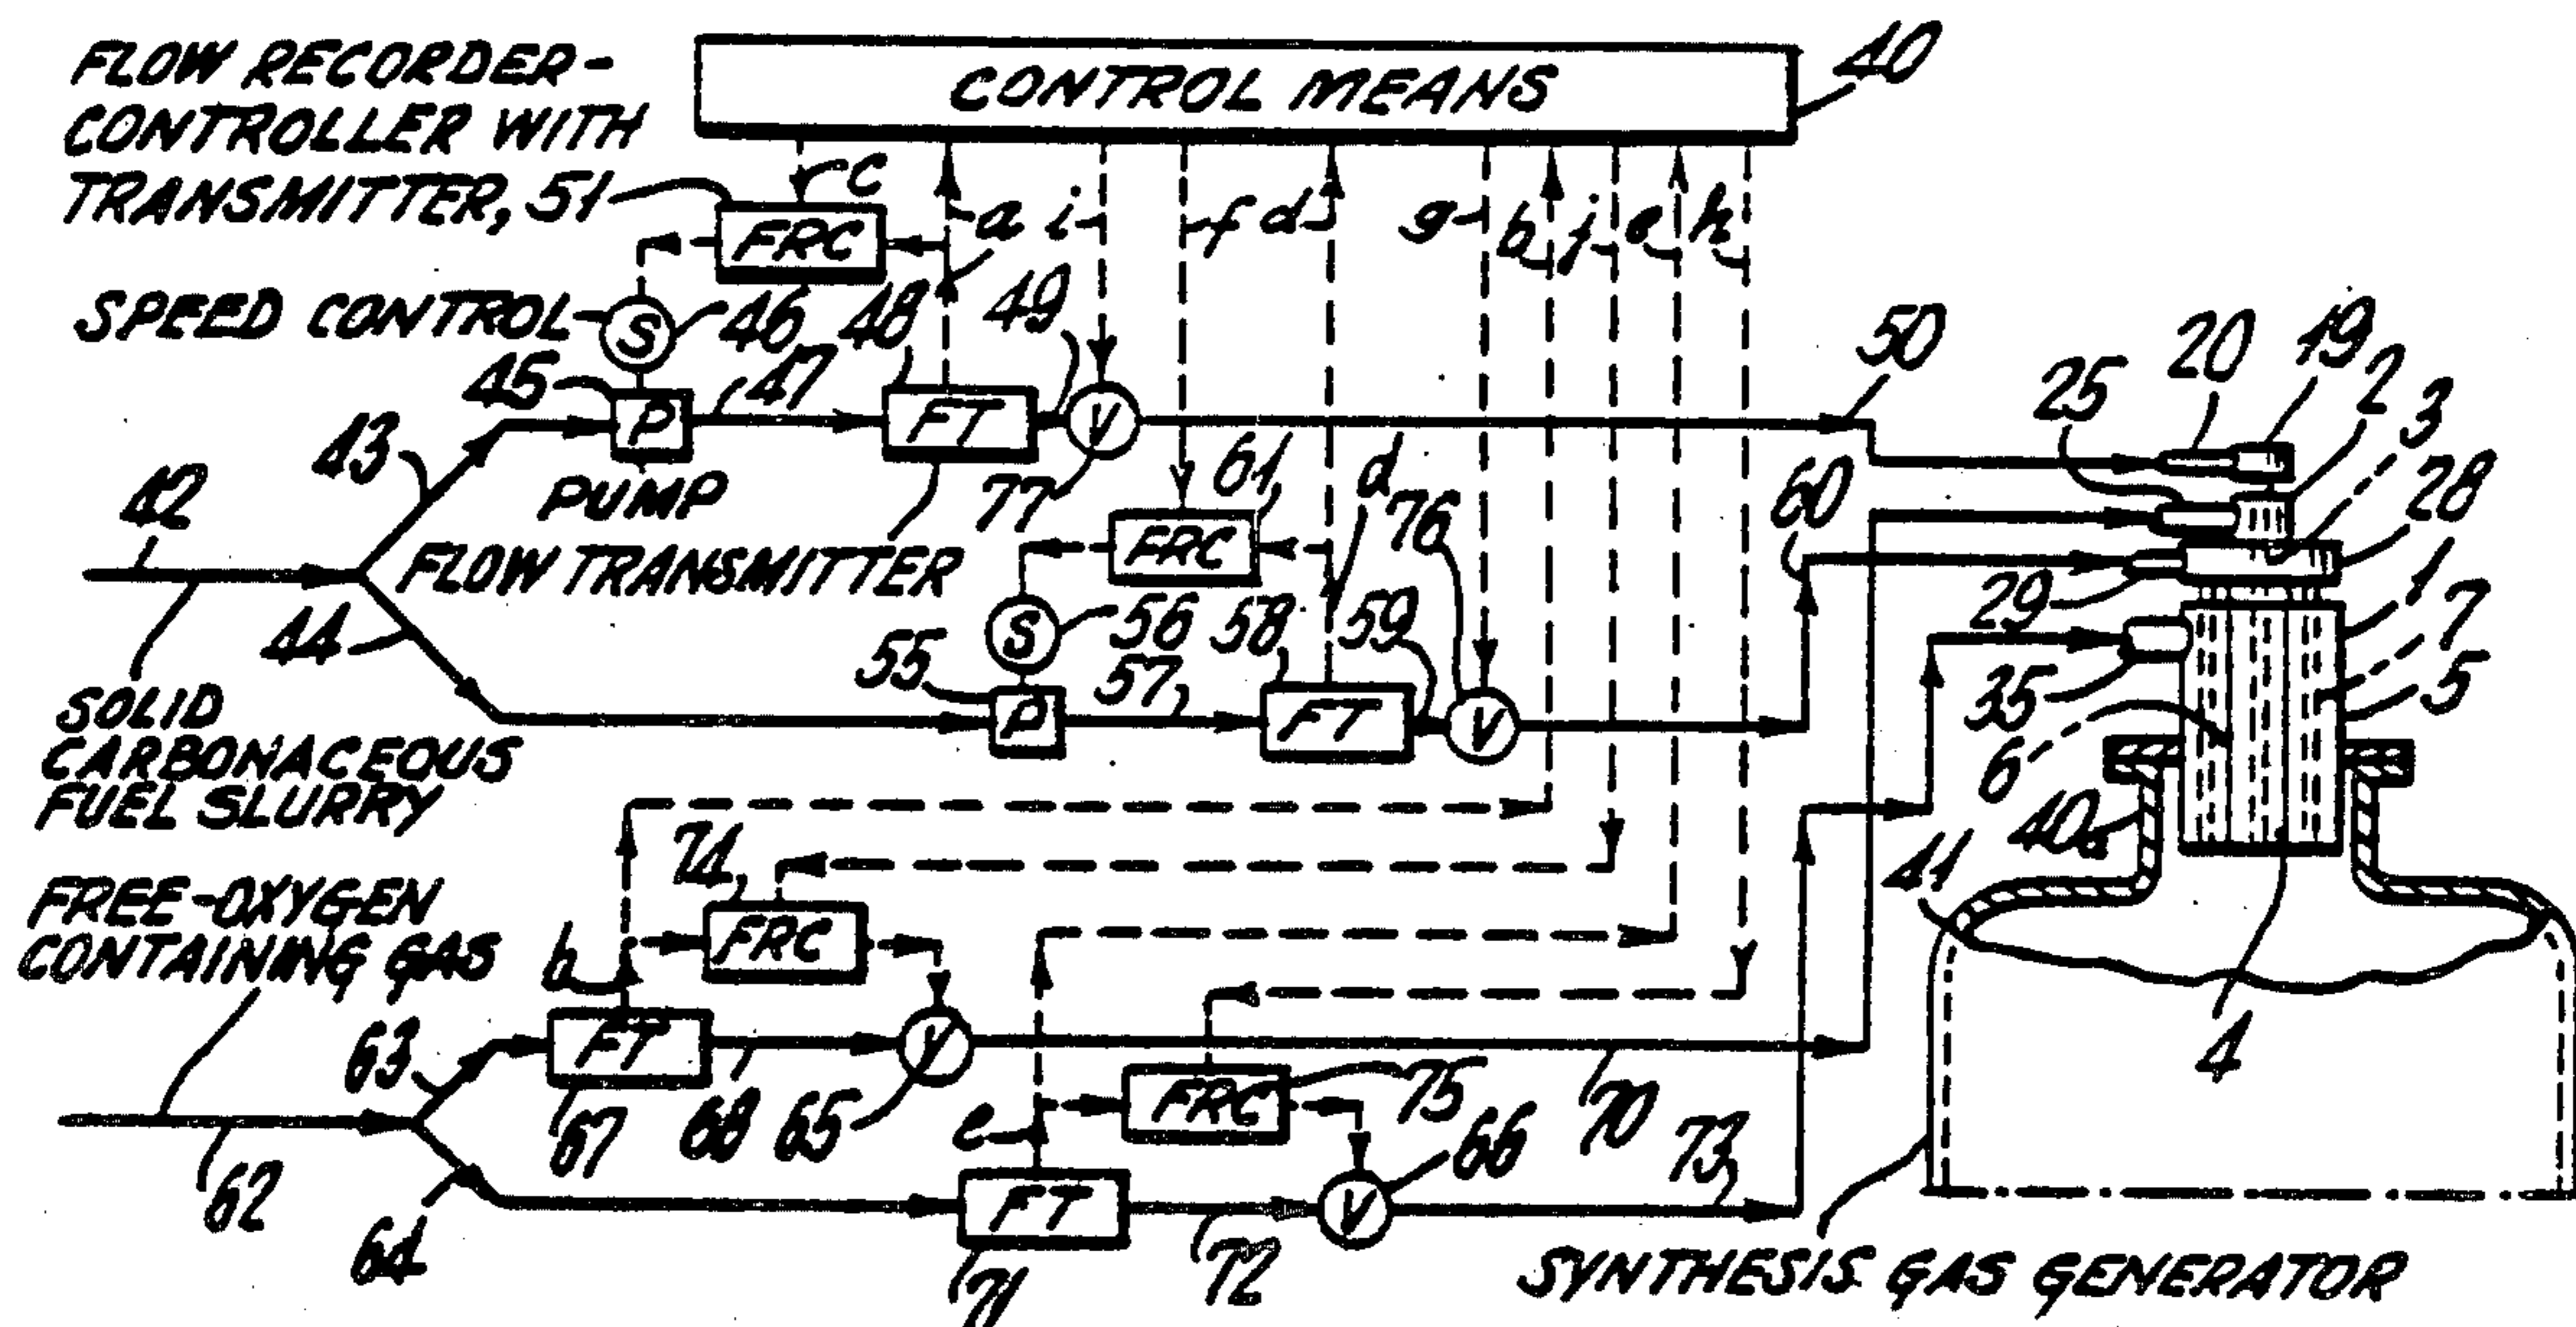 FLOW RECORDER-
CONTROLLER WITH
TRANSMITTER, 51
CONTROL MEANS
40
c
a
i
f
d
g
b
j
e
h
FRC
SPEED CONTROL
S
46
48
49
50
45
47
P
FT
V
PUMP
77
FLOW TRANSMITTER
43
42
44
SOLID
CARBONACEOUS
FUEL SLURRY
61
d
76
60
FRC
S
56
58
59
55
57
P
FT
V
25
20
19
2
3
28
1
7
5
29
35
6
40a
41
4
74
FRC
FREE-OXYGEN
CONTAINING GAS
b
63
FT
V
67
68
65
62
64
e
FRC
75
70
73
66
FT
V
71
72
SYNTHESIS GAS GENERATOR